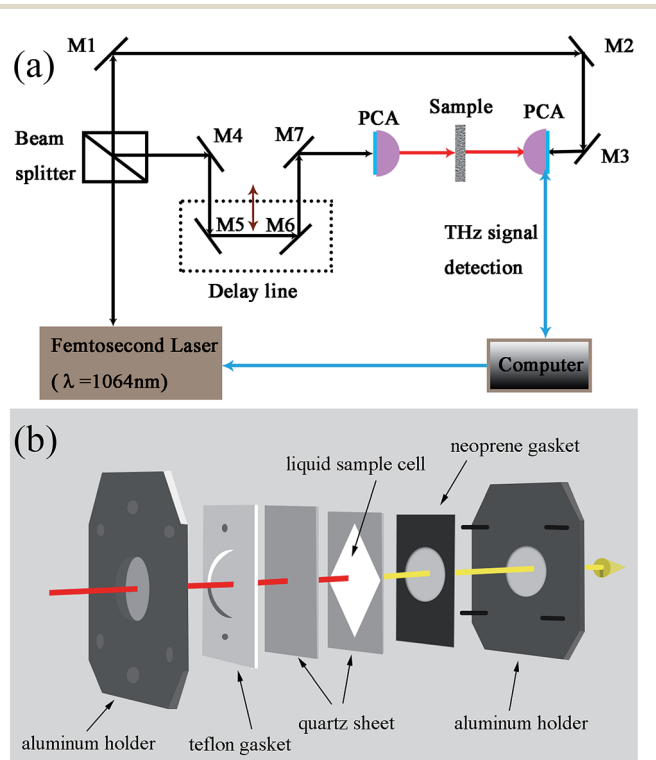 (a)
M1
M2
Beam
splitter
M4
M7
PCA
Sample
PCA
M3
M5
M6
Delay line
THz signal
detection
Femtosecond Laser
( λ =1064nm)
Computer
(b)
neoprene gasket
liquid sample cell
aluminum holder
teflon gasket
quartz sheet
aluminum holder